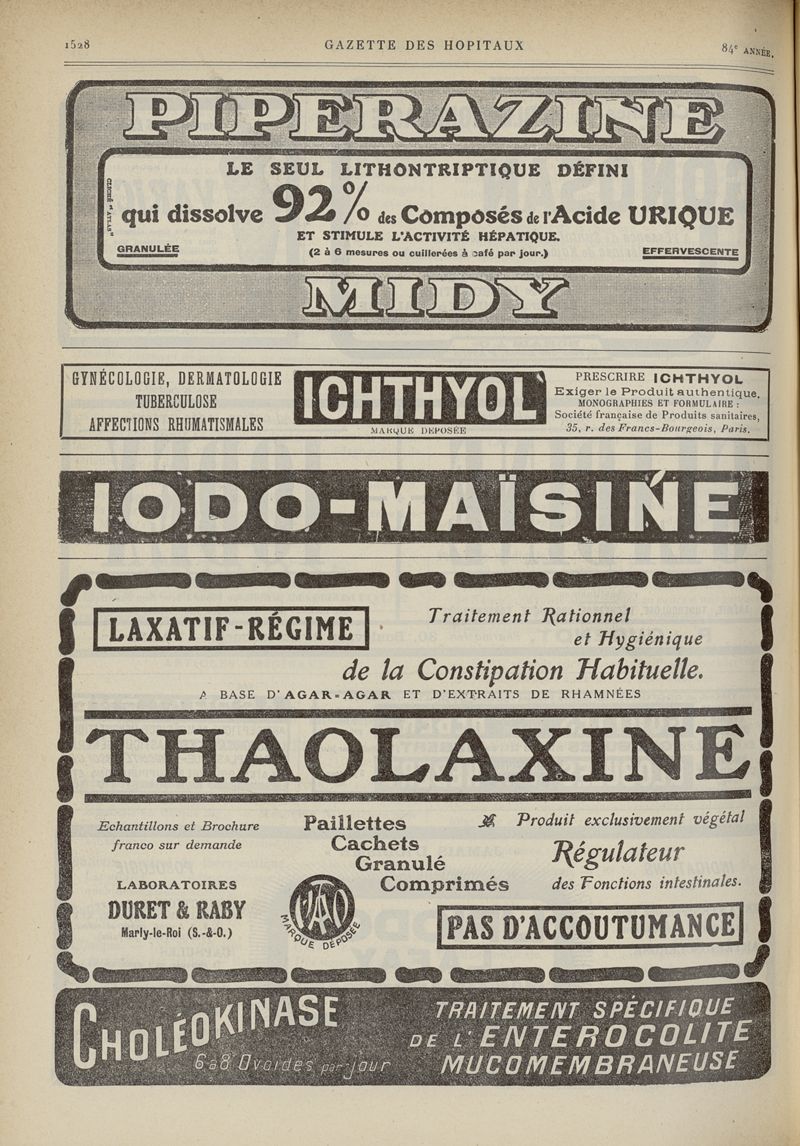 1528
GAZETTE DES HOPITAUX
84e ANNÉE.
PIPERAZINE
LE SEUL LITHONTRIPTIQUE DÉFINI
qui dissolve 92% des Composés de l'Acide URIQUE
ET STIMULE L'ACTIVITÉ HÉPATIQUE.
GRANULÉE
(2 à 6 mesures ou cuillerées à café par jour.)
EFFERVESCENTE
MIDY
GYNÉCOLOGIE, DERMATOLOGIE
TUBERCULOSE
AFFECTIONS RHUMATISMALES
ICHTHYOL
MARQUE DÉPOSÉE
PRESCRIRE ICHTHYOL
Exiger le Produit authentique.
MONOGRAPHIES ET FORMULAIRE :
Société française de Produits sanitaires,
35, r. des Francs-Bourgeois, Paris.
IODO-MAÏSINE
LAXATIF-RÉGIME
Traitement Rationnel
et Hygiénique
de la Constipation Habituelle.
A BASE D'AGAR-AGAR ET D'EXTRAITS DE RHAMNÉES
THAOLAXINE
Echantillons et Brochure
franco sur demande
LABORATOIRES
DURET & RABY
Marly-le-Roi (S.-&-O.)
Paillettes
Cachets
Granulé
Comprimés
MARQUE DÉPOSÉE
Produit exclusivement végétal
Régulateur
des Fonctions intestinales.
PAS D'ACCOUTUMANCE
CHOLÉOKINASE
6 à 8 Ovoïdes par jour
TRAITEMENT SPÉCIFIQUE
DE L'ENTEROCOLITE
MUCOMEMBRANEUSE